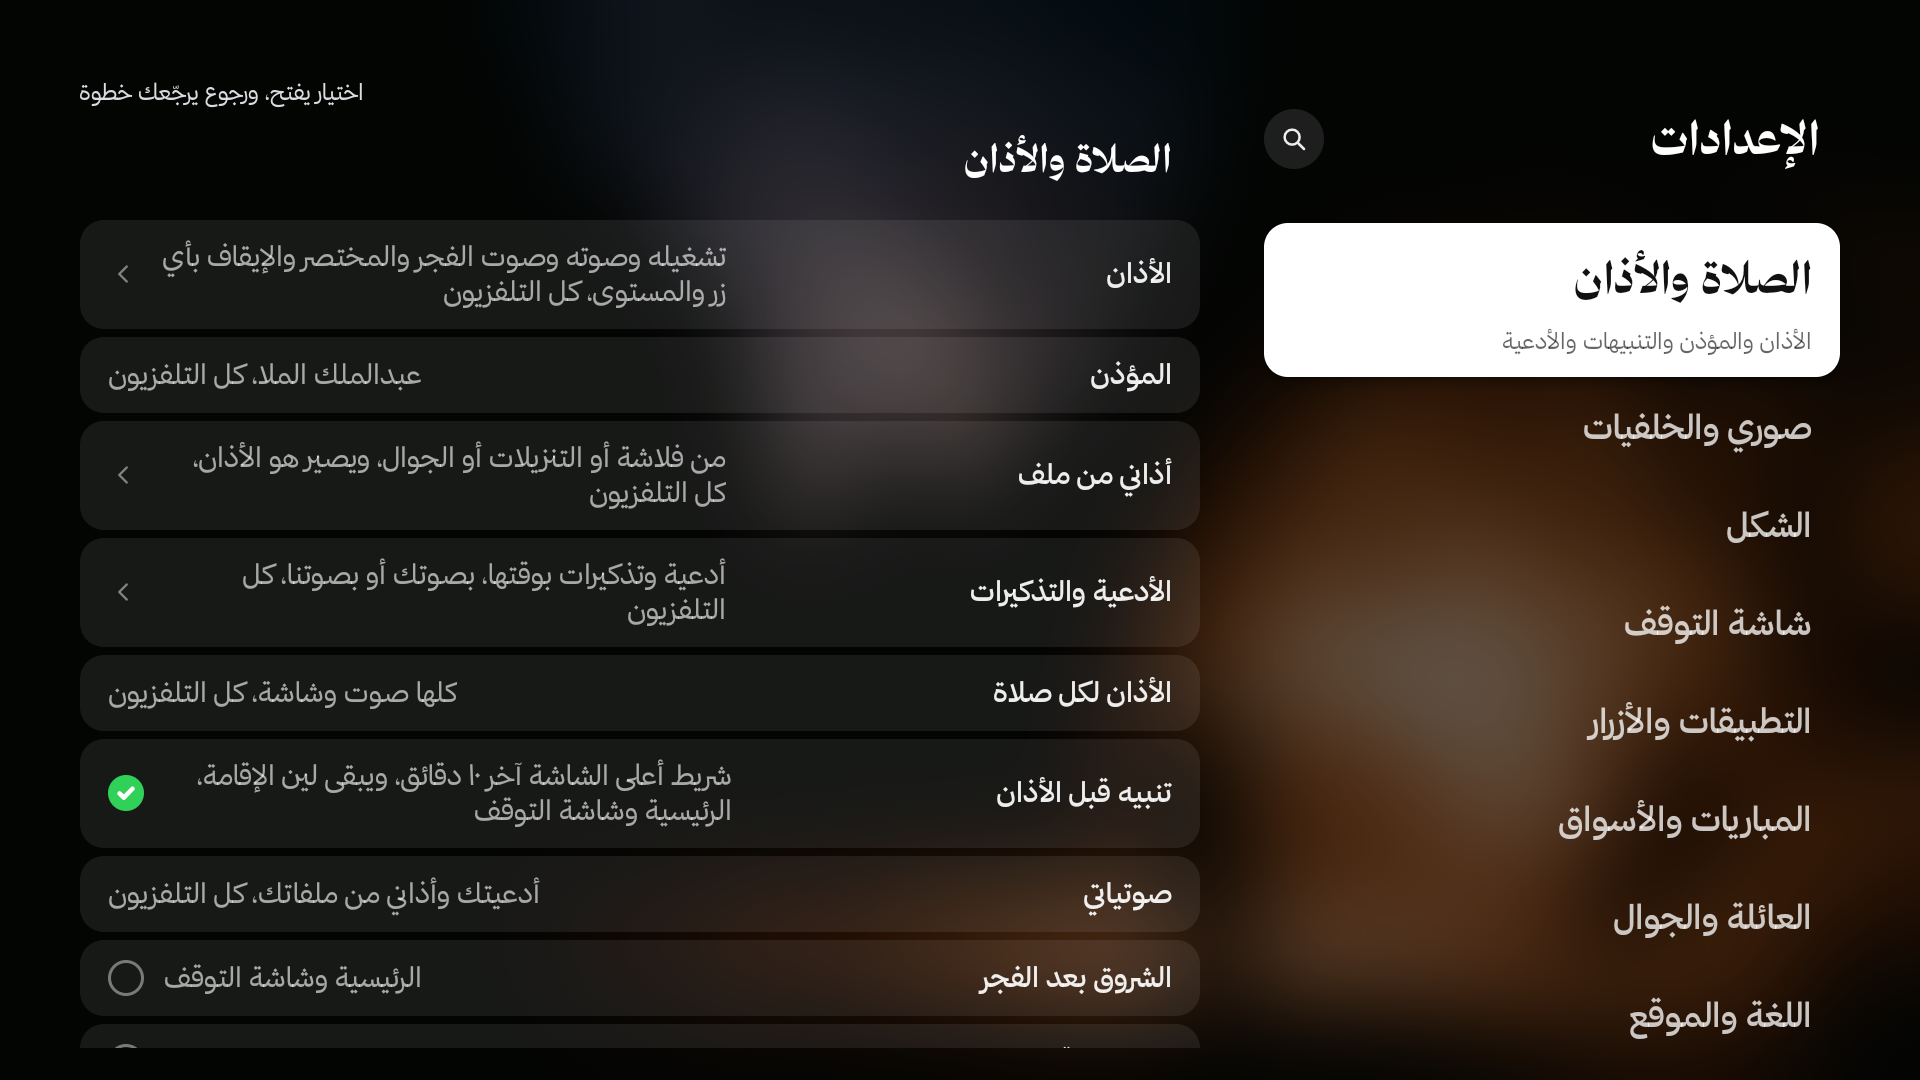 الإعدادات
الصلاة والأذان
الأذان والمؤذن والتنبيهات والأدعية
صوري والخلفيات
الشكل
شاشة التوقف
التطبيقات والأزرار
المباريات والأسواق
العائلة والجوال
اللغة والموقع
اختيار يفتح، ورجوع يرجّعك خطوة
الصلاة والأذان
الأذان
تشغيله وصوته وصوت الفجر والمختصر والإيقاف بأي
زر والمستوى، كل التلفزيون
المؤذن
عبدالملك الملا، كل التلفزيون
أذاني من ملف
من فلاشة أو التنزيلات أو الجوال، ويصير هو الأذان،
كل التلفزيون
الأدعية والتذكيرات
أدعية وتذكيرات بوقتها، بصوتك أو بصوتنا، كل
التلفزيون
الأذان لكل صلاة
كلها صوت وشاشة، كل التلفزيون
تنبيه قبل الأذان
شريط أعلى الشاشة آخر ١٠ دقائق، ويبقى لين الإقامة،
الرئيسية وشاشة التوقف
صوتياتي
أدعيتك وأذاني من ملفاتك، كل التلفزيون
الشروق بعد الفجر
الرئيسية وشاشة التوقف